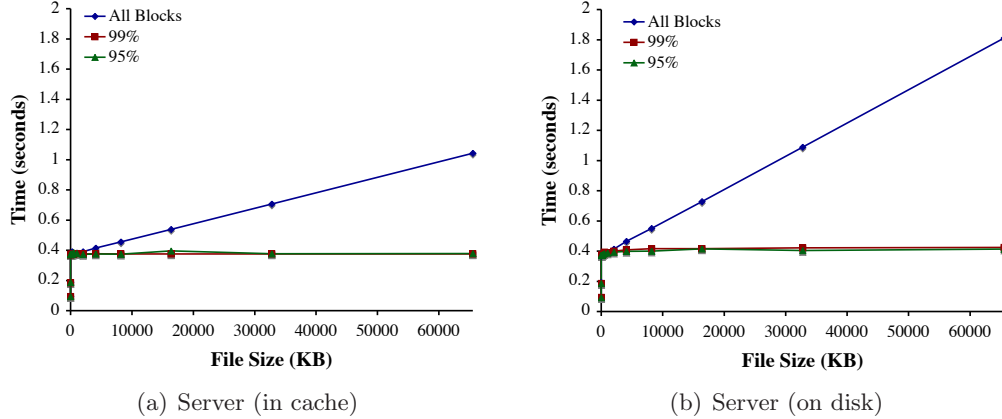 2
1.8
1.6
1.4
1.2
1
0.8
0.6
0.4
0.2
0
Time (seconds)
All Blocks
99%
95%
0 10000 20000 30000 40000 50000 60000
File Size (KB)
(a) Server (in cache)
2
1.8
1.6
1.4
1.2
1
0.8
0.6
0.4
0.2
0
Time (seconds)
All Blocks
99%
95%
0 10000 20000 30000 40000 50000 60000
File Size (KB)
(b) Server (on disk)